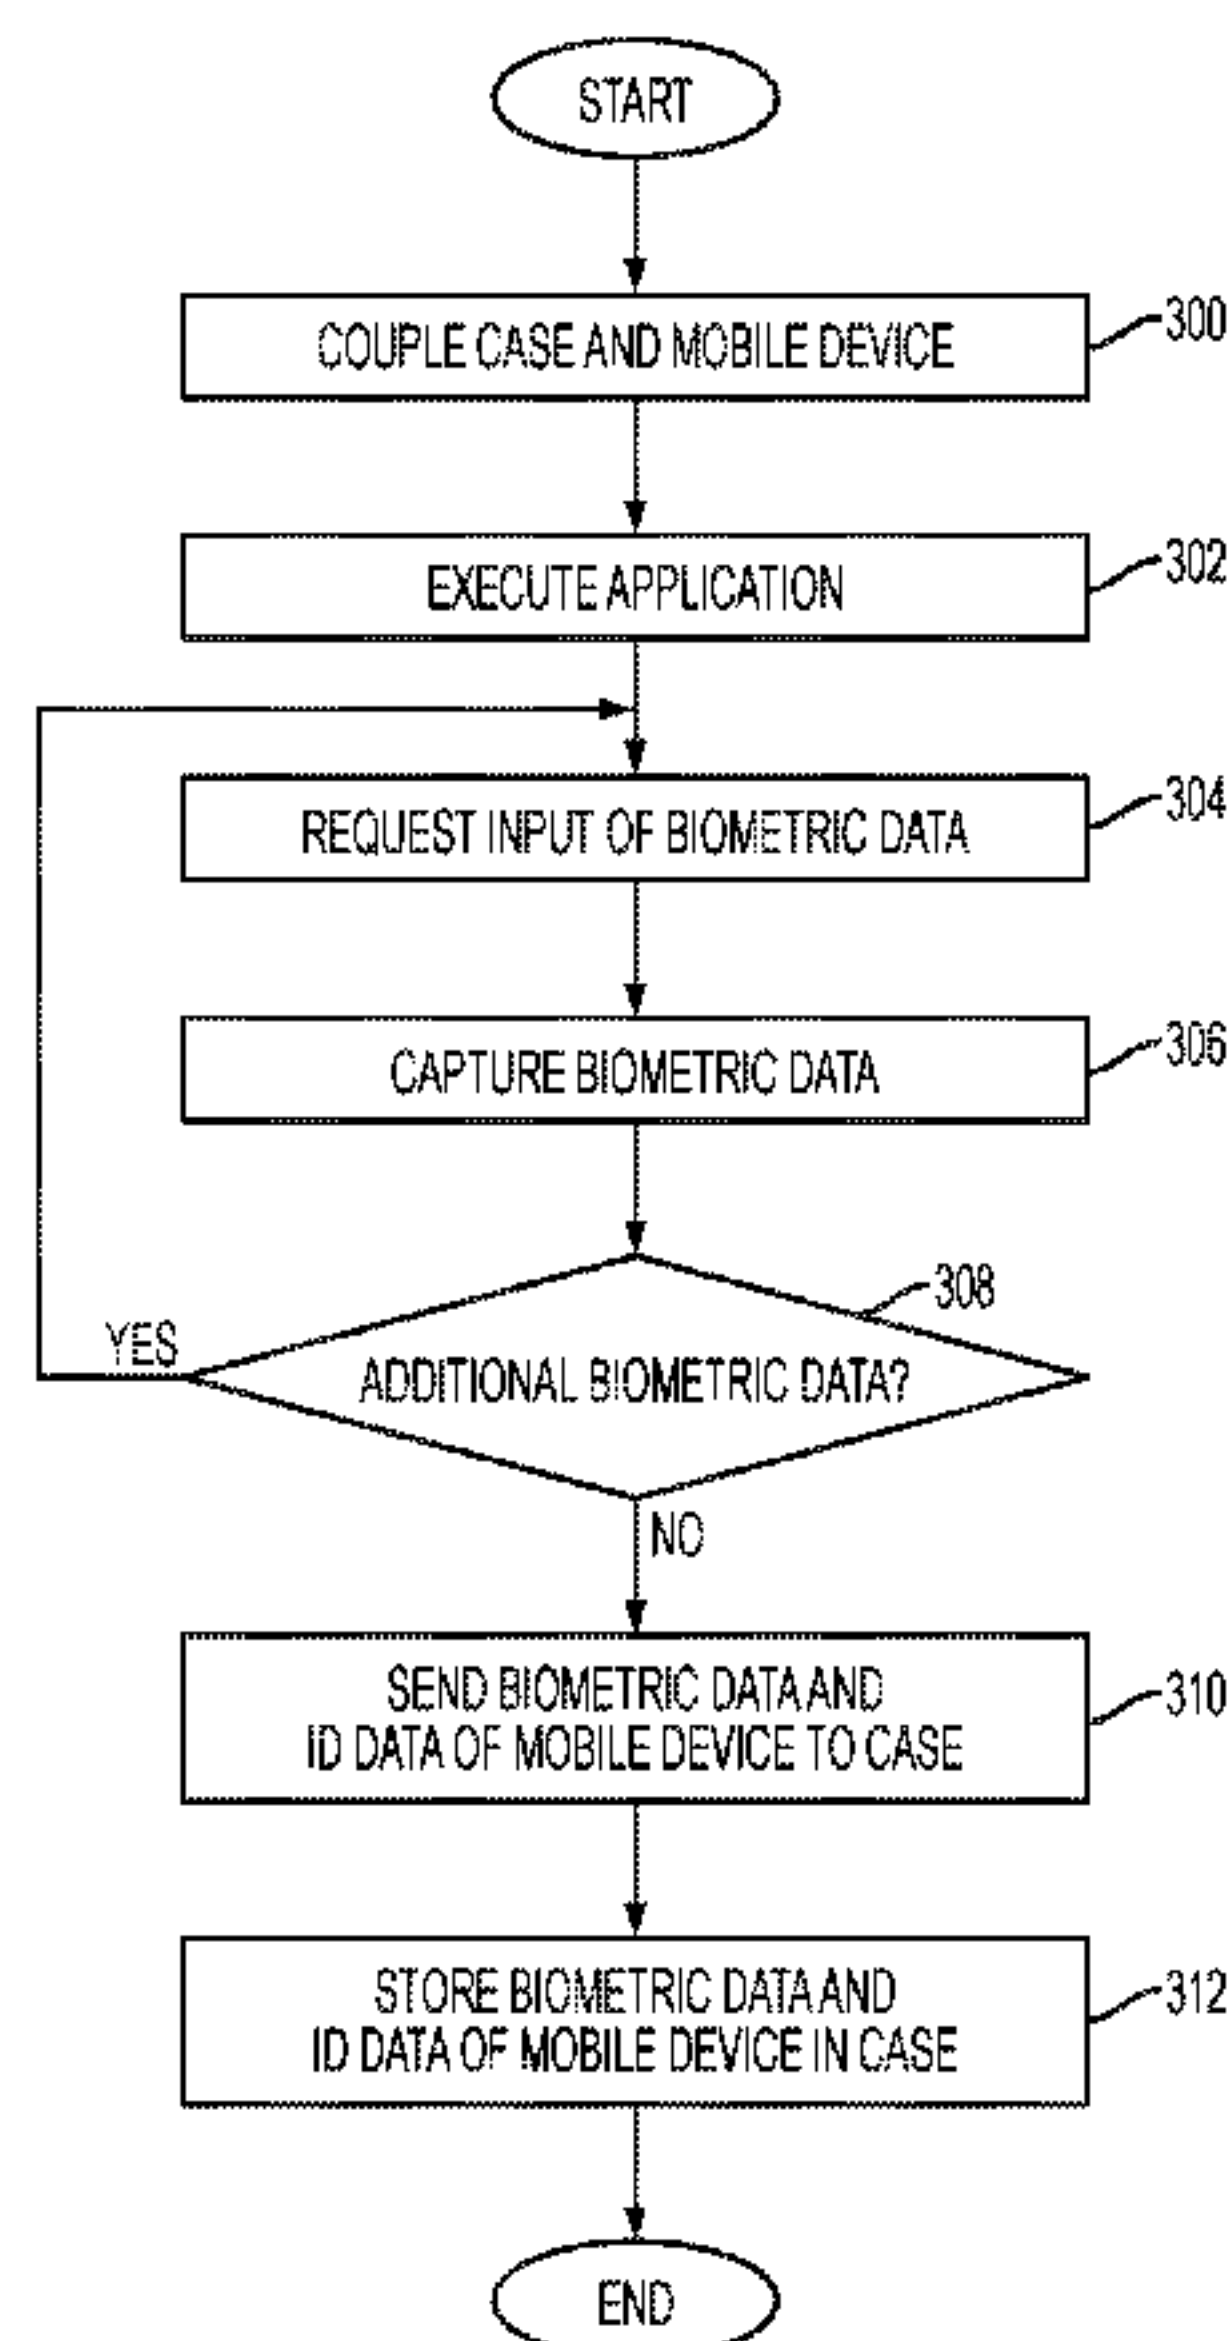 START
COUPLE CASE AND MOBILE DEVICE
300
EXECUTE APPLICATION
302
REQUEST INPUT OF BIOMETRIC DATA
304
CAPTURE BIOMETRIC DATA
306
308
YES
ADDITIONAL BIOMETRIC DATA?
NO
SEND BIOMETRIC DATA AND
ID DATA OF MOBILE DEVICE TO CASE
310
STORE BIOMETRIC DATA AND
ID DATA OF MOBILE DEVICE IN CASE
312
END